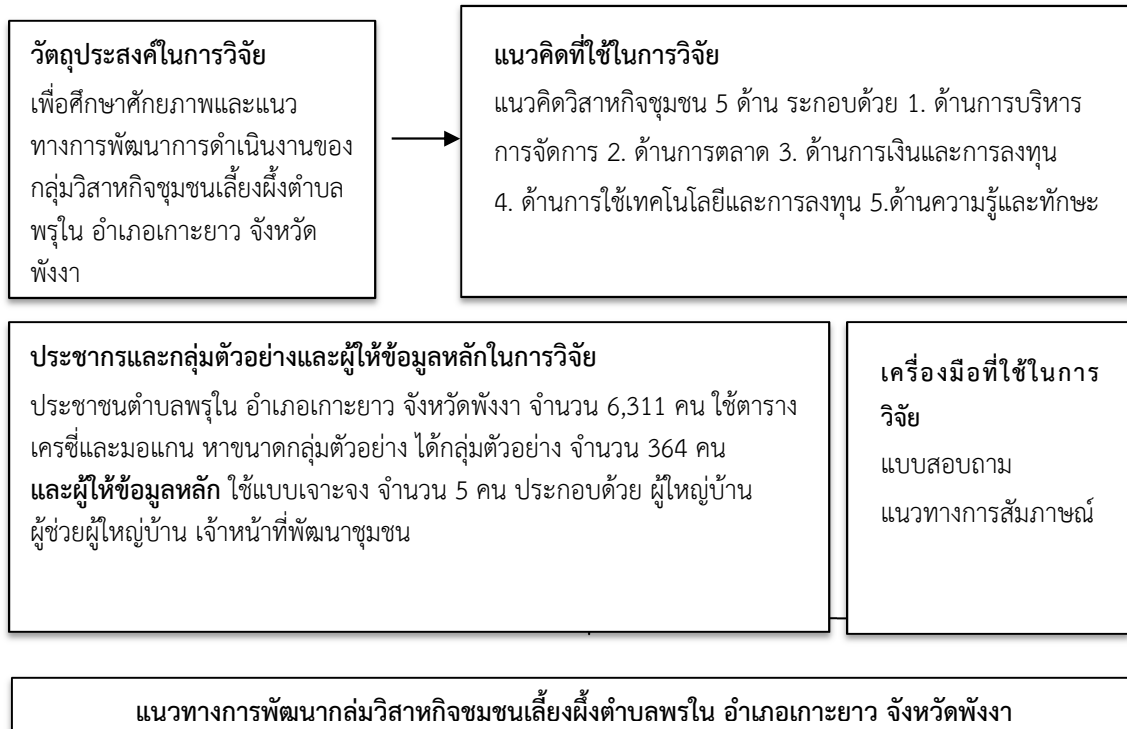 วัตถุประสงค์ในการวิจัย
เพื่อศึกษาศักยภาพและแนว
ทางการพัฒนาการดำเนินงานของ
กลุ่มวิสาหกิจชุมชนเลี้ยงผึ้งตำบล
พรุใน อำเภอเกาะยาว จังหวัด
พังงา
แนวคิดที่ใช้ในการวิจัย
แนวคิดวิสาหกิจชุมชน 5 ด้าน ระกอบด้วย 1. ด้านการบริหาร
การจัดการ 2. ด้านการตลาด 3. ด้านการเงินและการลงทุน
4. ด้านการใช้เทคโนโลยีและการลงทุน 5.ด้านความรู้และทักษะ
ประชากรและกลุ่มตัวอย่างและผู้ให้ข้อมูลหลักในการวิจัย
ประชาชนตำบลพรุใน อำเภอเกาะยาว จังหวัดพังงา จำนวน 6,311 คน ใช้ตาราง
เครซี่และมอแกน หาขนาดกลุ่มตัวอย่าง ได้กลุ่มตัวอย่าง จำนวน 364 คน
และผู้ให้ข้อมูลหลัก ใช้แบบเจาะจง จำนวน 5 คน ประกอบด้วย ผู้ใหญ่บ้าน
ผู้ช่วยผู้ใหญ่บ้าน เจ้าหน้าที่พัฒนาชุมชน
เครื่องมือที่ใช้ในการ
วิจัย
แบบสอบถาม
แนวทางการสัมภาษณ์
แนวทางการพัฒนากลุ่มวิสาหกิจชุมชนเลี้ยงผึ้งตำบลพรุใน อำเภอเกาะยาว จังหวัดพังงา